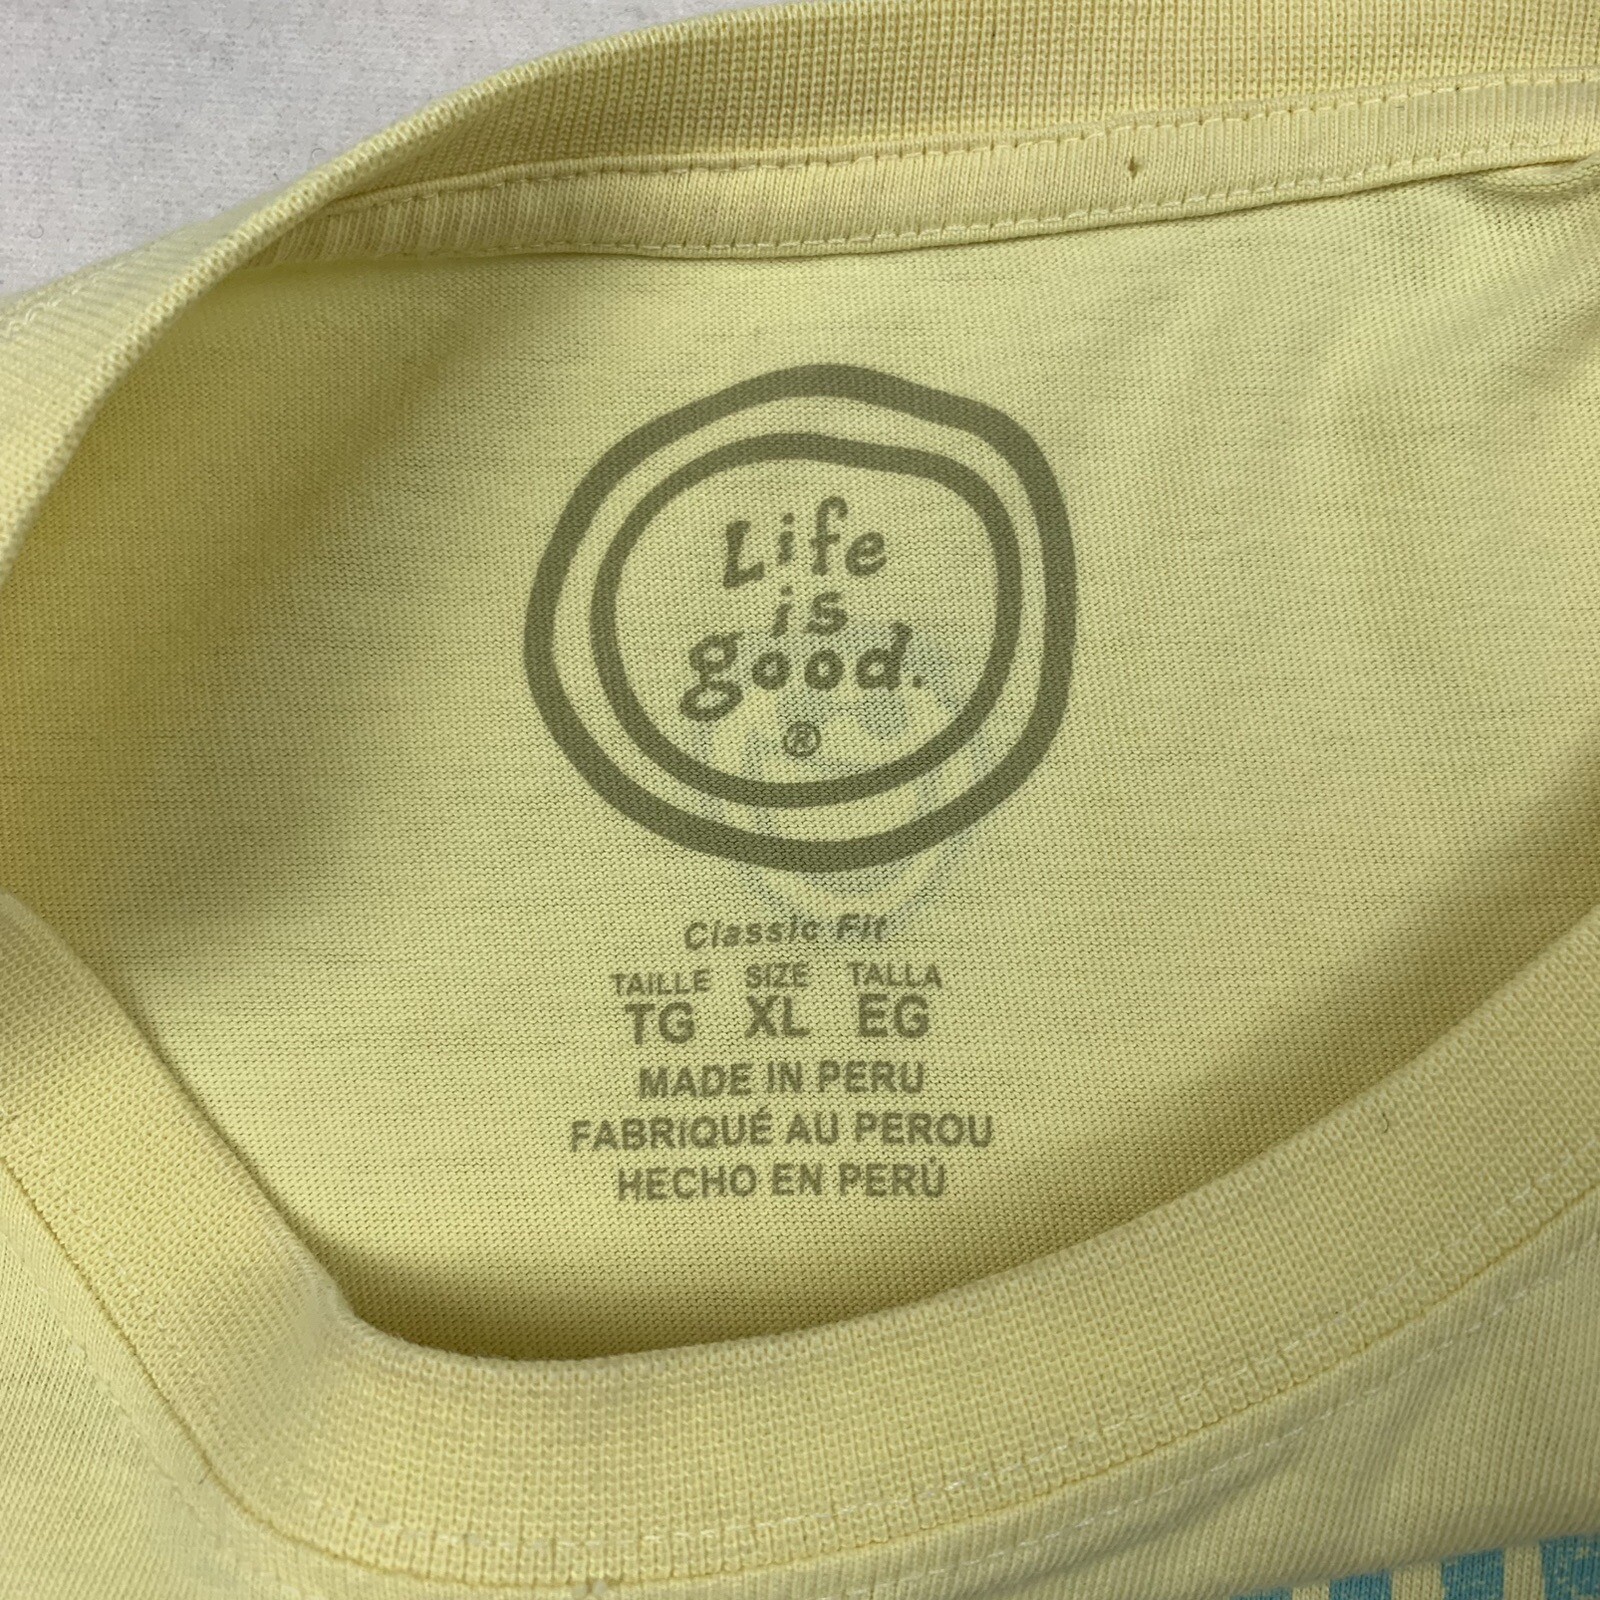 Life
is
good.
®
Classic Fit
TAILLE SIZE TALLA
TG XL EG
MADE IN PERU
FABRIQUÉ AU PEROU
HECHO EN PERÚ